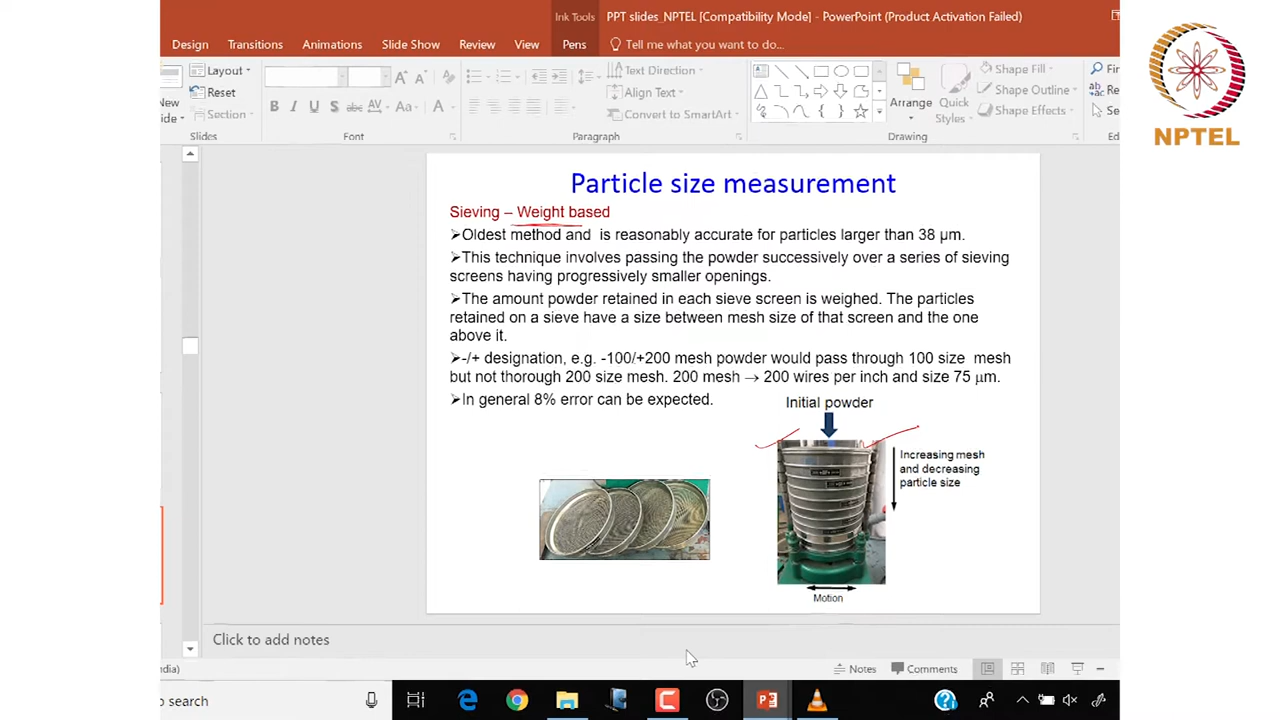 Ink Tools
PPT slides_NPTEL [Compatibility Mode] - PowerPoint (Product Activation Failed)
Design Transitions Animations Slide Show Review View Pens Tell me what you want to do...
Layout
Reset
Section
New
Slides
Font
Text Direction
Align Text
Convert to SmartArt
Paragraph
Arrange
Quick
Styles
Shape Fill
Shape Outline
Shape Effects
Drawing
NPTEL
Particle size measurement
Sieving – Weight based
➢Oldest method and is reasonably accurate for particles larger than 38 μm.
➢This technique involves passing the powder successively over a series of sieving
screens having progressively smaller openings.
➢The amount powder retained in each sieve screen is weighed. The particles
retained on a sieve have a size between mesh size of that screen and the one
above it.
➢-/+ designation, e.g. -100/+200 mesh powder would pass through 100 size mesh
but not thorough 200 size mesh. 200 mesh → 200 wires per inch and size 75 μm.
➢In general 8% error can be expected.
Initial powder
Increasing mesh
and decreasing
particle size
Motion
Click to add notes
Notes Comments
search